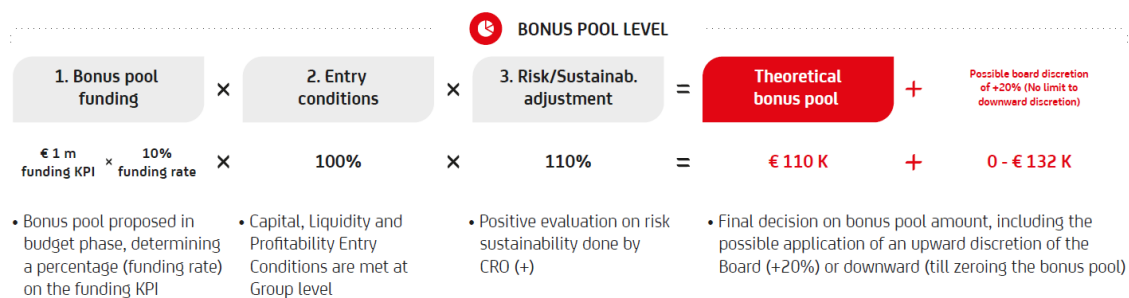 BONUS POOL LEVEL
1. Bonus pool
funding
×
2. Entry
conditions
×
3. Risk/Sustainab.
adjustment
=
Theoretical
bonus pool
+
Possible board discretion
of +20% (No limit to
downward discretion)
€ 1 m
funding KPI
×
10%
funding rate
×
100%
×
110%
=
€ 110 K
+
0 - € 132 K
• Bonus pool proposed in
budget phase, determining
a percentage (funding rate)
on the funding KPI
• Capital, Liquidity and
Profitability Entry
Conditions are met at
Group level
• Positive evaluation on risk
sustainability done by
CRO (+)
• Final decision on bonus pool amount, including the
possible application of an upward discretion of the
Board (+20%) or downward (till zeroing the bonus pool)